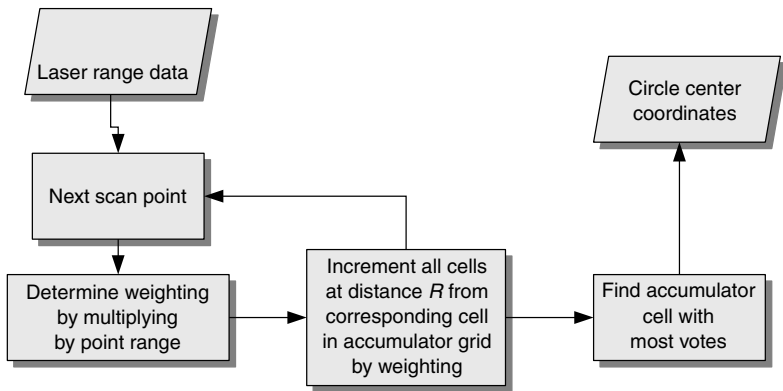 Laser range data
Next scan point
Determine weighting
by multiplying
by point range
Increment all cells
at distance R from
corresponding cell
in accumulator grid
by weighting
Find accumulator
cell with
most votes
Circle center
coordinates